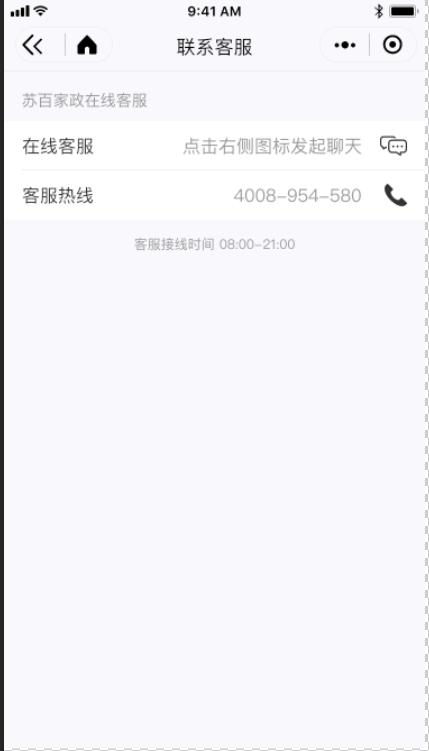 9:41 AM
联系客服
苏百家政在线客服
在线客服 点击右侧图标发起聊天
客服热线 4008-954-580
客服接线时间 08:00-21:00